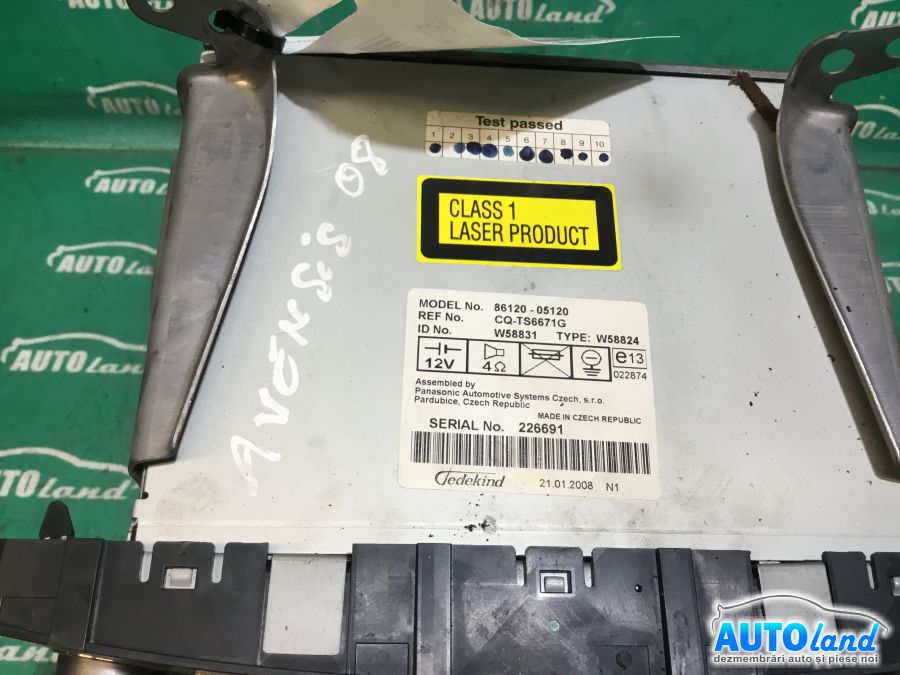 AUTOland
Test passed
1 2 3 4 5 6 7 8 9 10
CLASS 1
LASER PRODUCT
AVENSIS 08
MODEL No. 86120 - 05120
REF No. CQ-TS6671G
ID No. W58831 TYPE: W58824
12V 4Ω e13
022874
Assembled by
Panasonic Automotive Systems Czech, s.r.o.
Pardubice, Czech Republic
MADE IN CZECH REPUBLIC
SERIAL No. 226691
Tedekind 21.01.2008 N1
AUTOland
dezmembrări auto și piese noi